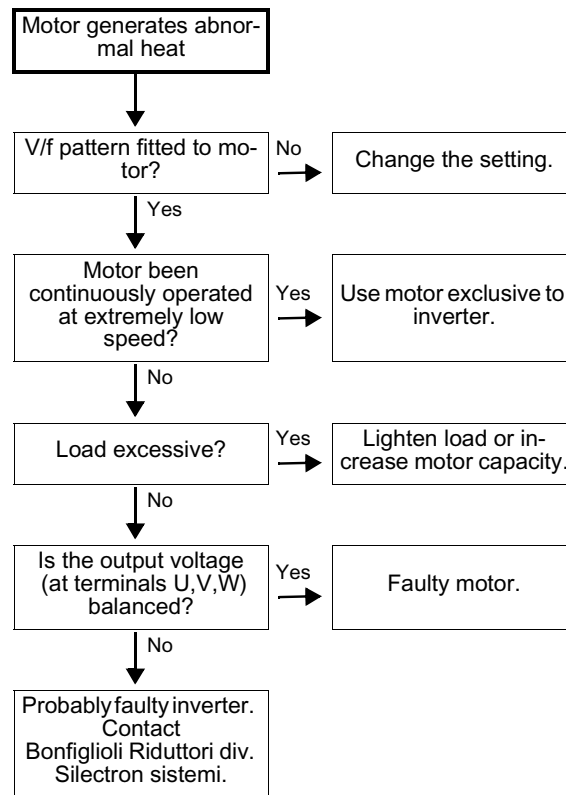 Motor generates abnor-
mal heat
V/f pattern fitted to mo-
tor?
No
Change the setting.
Yes
Motor been
continuously operated
at extremely low
speed?
Yes
Use motor exclusive to
inverter.
No
Load excessive?
Yes
Lighten load or in-
crease motor capacity.
No
Is the output voltage
(at terminals U,V,W)
balanced?
Yes
Faulty motor.
No
Probably faulty inverter.
Contact
Bonfiglioli Riduttori div.
Silectron sistemi.